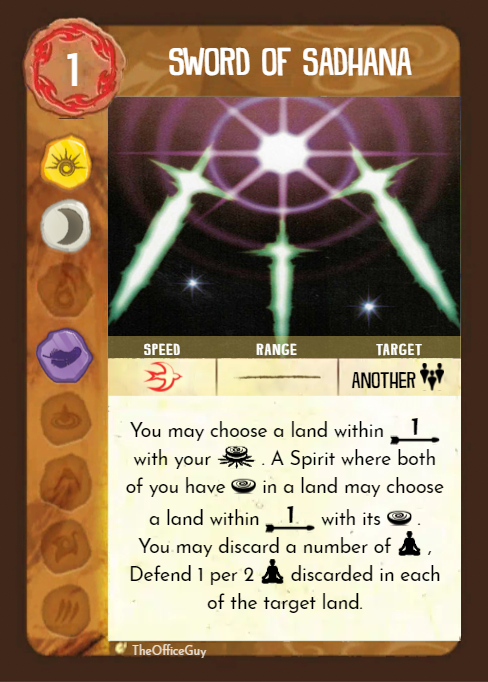 1
SWORD OF SADHANA
SPEED RANGE TARGET
ANOTHER
You may choose a land within 1
with your . A Spirit where both
of you have in a land may choose
a land within 1 with its .
You may discard a number of ,
Defend 1 per 2 discarded in each
of the target land.
TheOfficeGuy